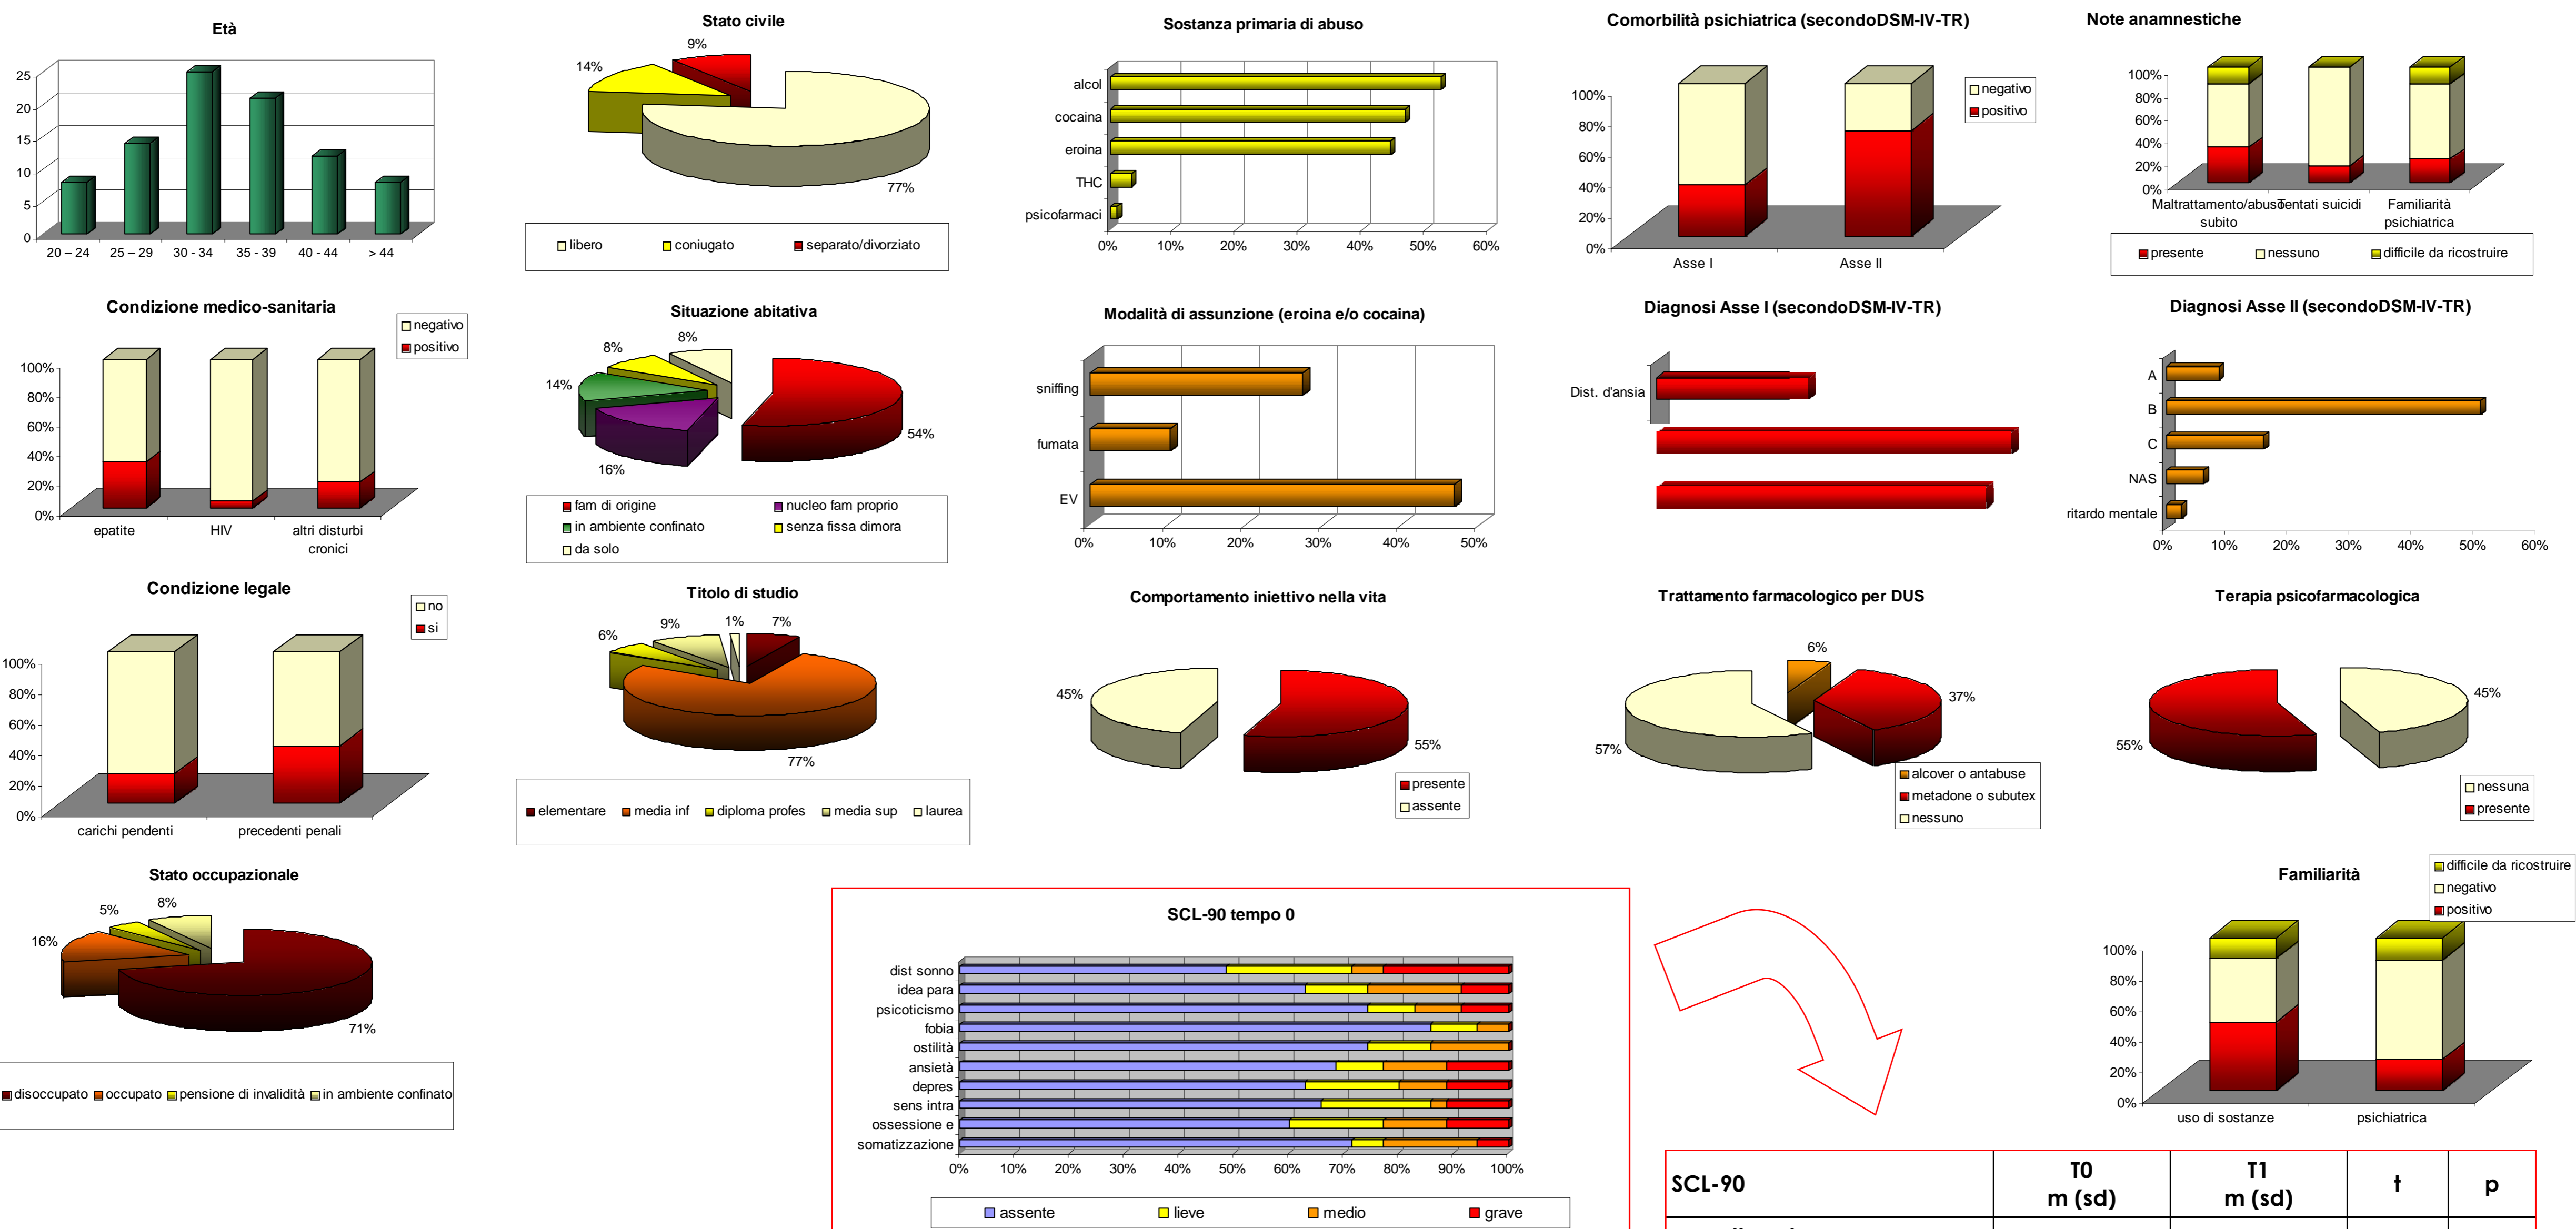 Età
25
20
15
10
5
0
20 – 24
25 – 29
30 - 34
35 - 39
40 - 44
> 44
Stato civile
9%
14%
77%
libero
coniugato
separato/divorziato
Sostanza primaria di abuso
alcol
cocaina
eroina
THC
psicofarmaci
0%
10%
20%
30%
40%
50%
60%
Comorbilità psichiatrica (secondoDSM-IV-TR)
100%
80%
60%
40%
20%
0%
Asse I
Asse II
negativo
positivo
Note anamnestiche
100%
80%
60%
40%
20%
0%
Maltrattamento/abuso
subito
Tentati suicidi
Familiarità
psichiatrica
presente
nessuno
difficile da ricostruire
Condizione medico-sanitaria
negativo
positivo
100%
80%
60%
40%
20%
0%
epatite
HIV
altri disturbi
cronici
Situazione abitativa
8%
8%
14%
16%
54%
fam di origine
nucleo fam proprio
in ambiente confinato
senza fissa dimora
da solo
Modalità di assunzione (eroina e/o cocaina)
sniffing
fumata
EV
0%
10%
20%
30%
40%
50%
Diagnosi Asse I (secondoDSM-IV-TR)
Dist. d'ansia
Diagnosi Asse II (secondoDSM-IV-TR)
A
B
C
NAS
ritardo mentale
0%
10%
20%
30%
40%
50%
60%
Condizione legale
no
si
100%
80%
60%
40%
20%
0%
carichi pendenti
precedenti penali
Titolo di studio
6%
9%
1%
7%
77%
elementare
media inf
diploma profes
media sup
laurea
Comportamento iniettivo nella vita
45%
55%
presente
assente
Trattamento farmacologico per DUS
6%
37%
57%
alcover o antabuse
metadone o subutex
nessuno
Terapia psicofarmacologica
45%
55%
nessuna
presente
Stato occupazionale
5%
8%
16%
71%
disoccupato
occupato
pensione di invalidità
in ambiente confinato
SCL-90 tempo 0
dist sonno
idea para
psicoticismo
fobia
ostilità
ansietà
depres
sens intra
ossessione e
somatizzazione
0%
10%
20%
30%
40%
50%
60%
70%
80%
90%
100%
assente
lieve
medio
grave
Familiarità
difficile da ricostruire
negativo
positivo
100%
80%
60%
40%
20%
0%
uso di sostanze
psichiatrica
SCL-90
T0
m (sd)
T1
m (sd)
t
p